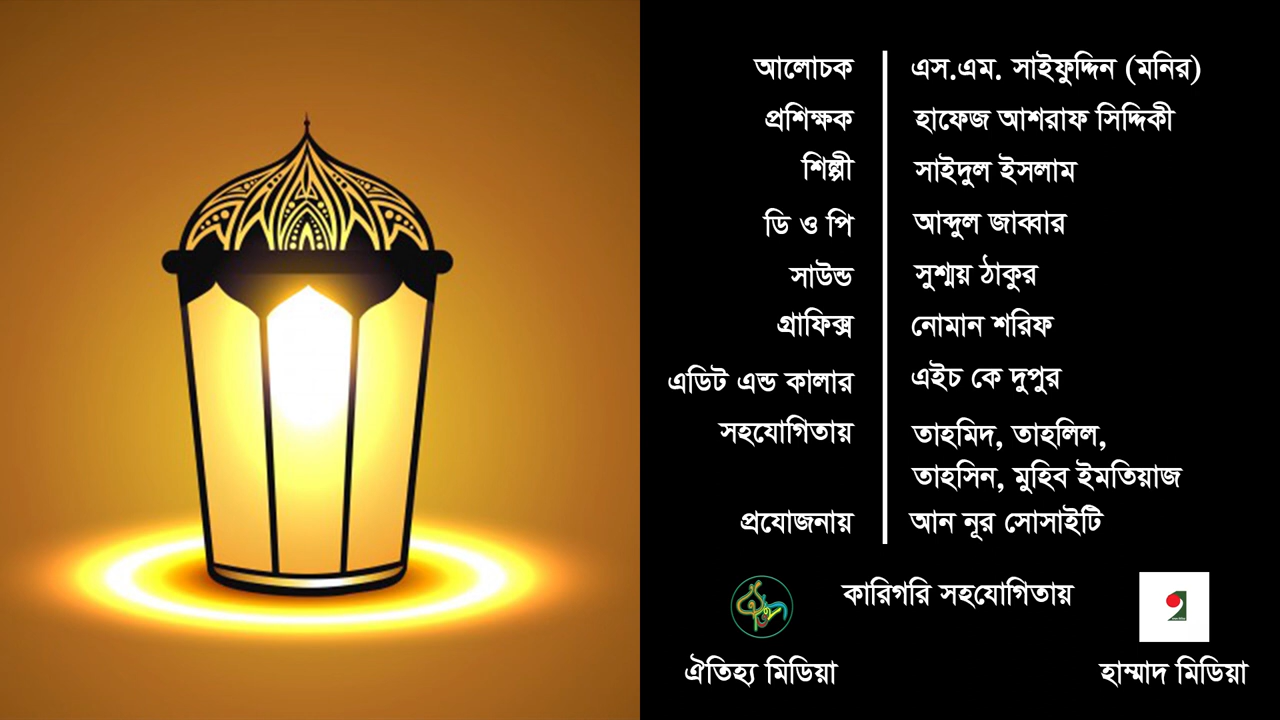 আলোচক এস.এম. সাইফুদ্দিন (মনির)
প্রশিক্ষক হাফেজ আশরাফ সিদ্দিকী
শিল্পী সাইদুল ইসলাম
ডি ও পি আব্দুল জাব্বার
সাউন্ড সুশ্ময় ঠাকুর
গ্রাফিক্স নোমান শরিফ
এডিট এন্ড কালার এইচ কে দুপুর
সহযোগিতায় তাহমিদ, তাহলিল,
তাহসিন, মুহিব ইমতিয়াজ
প্রযোজনায় আন নূর সোসাইটি
কারিগরি সহযোগিতায়
ঐতিহ্য মিডিয়া হাম্মাদ মিডিয়া